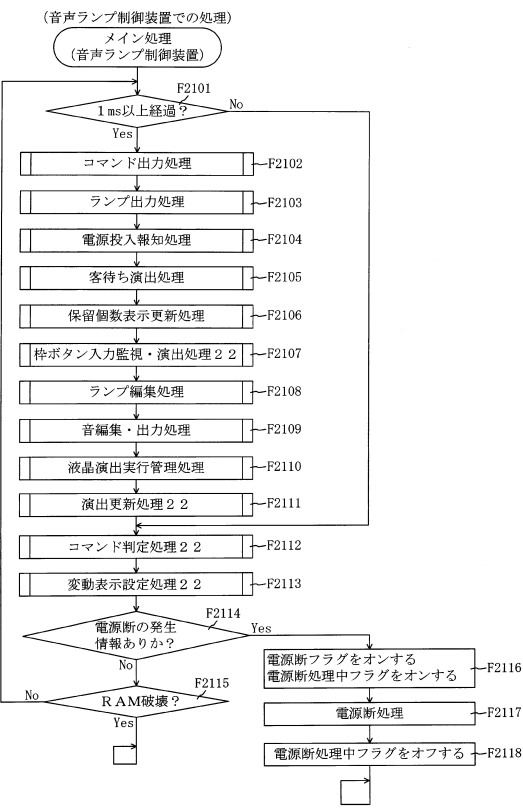 (音声ランプ制御装置での処理)
メイン処理
(音声ランプ制御装置)
F2101
1ms以上経過?
No
Yes
コマンド出力処理
F2102
ランプ出力処理
F2103
電源投入報知処理
F2104
客待ち演出処理
F2105
保留個数表示更新処理
F2106
枠ボタン入力監視・演出処理22
F2107
ランプ編集処理
F2108
音編集・出力処理
F2109
液晶演出実行管理処理
F2110
演出更新処理22
F2111
コマンド判定処理22
F2112
変動表示設定処理22
F2113
電源断の発生
情報ありか?
F2114
Yes
No
電源断フラグをオンする
電源断処理中フラグをオンする
F2116
RAM破壊?
F2115
No
Yes
電源断処理
F2117
電源断処理中フラグをオフする
F2118